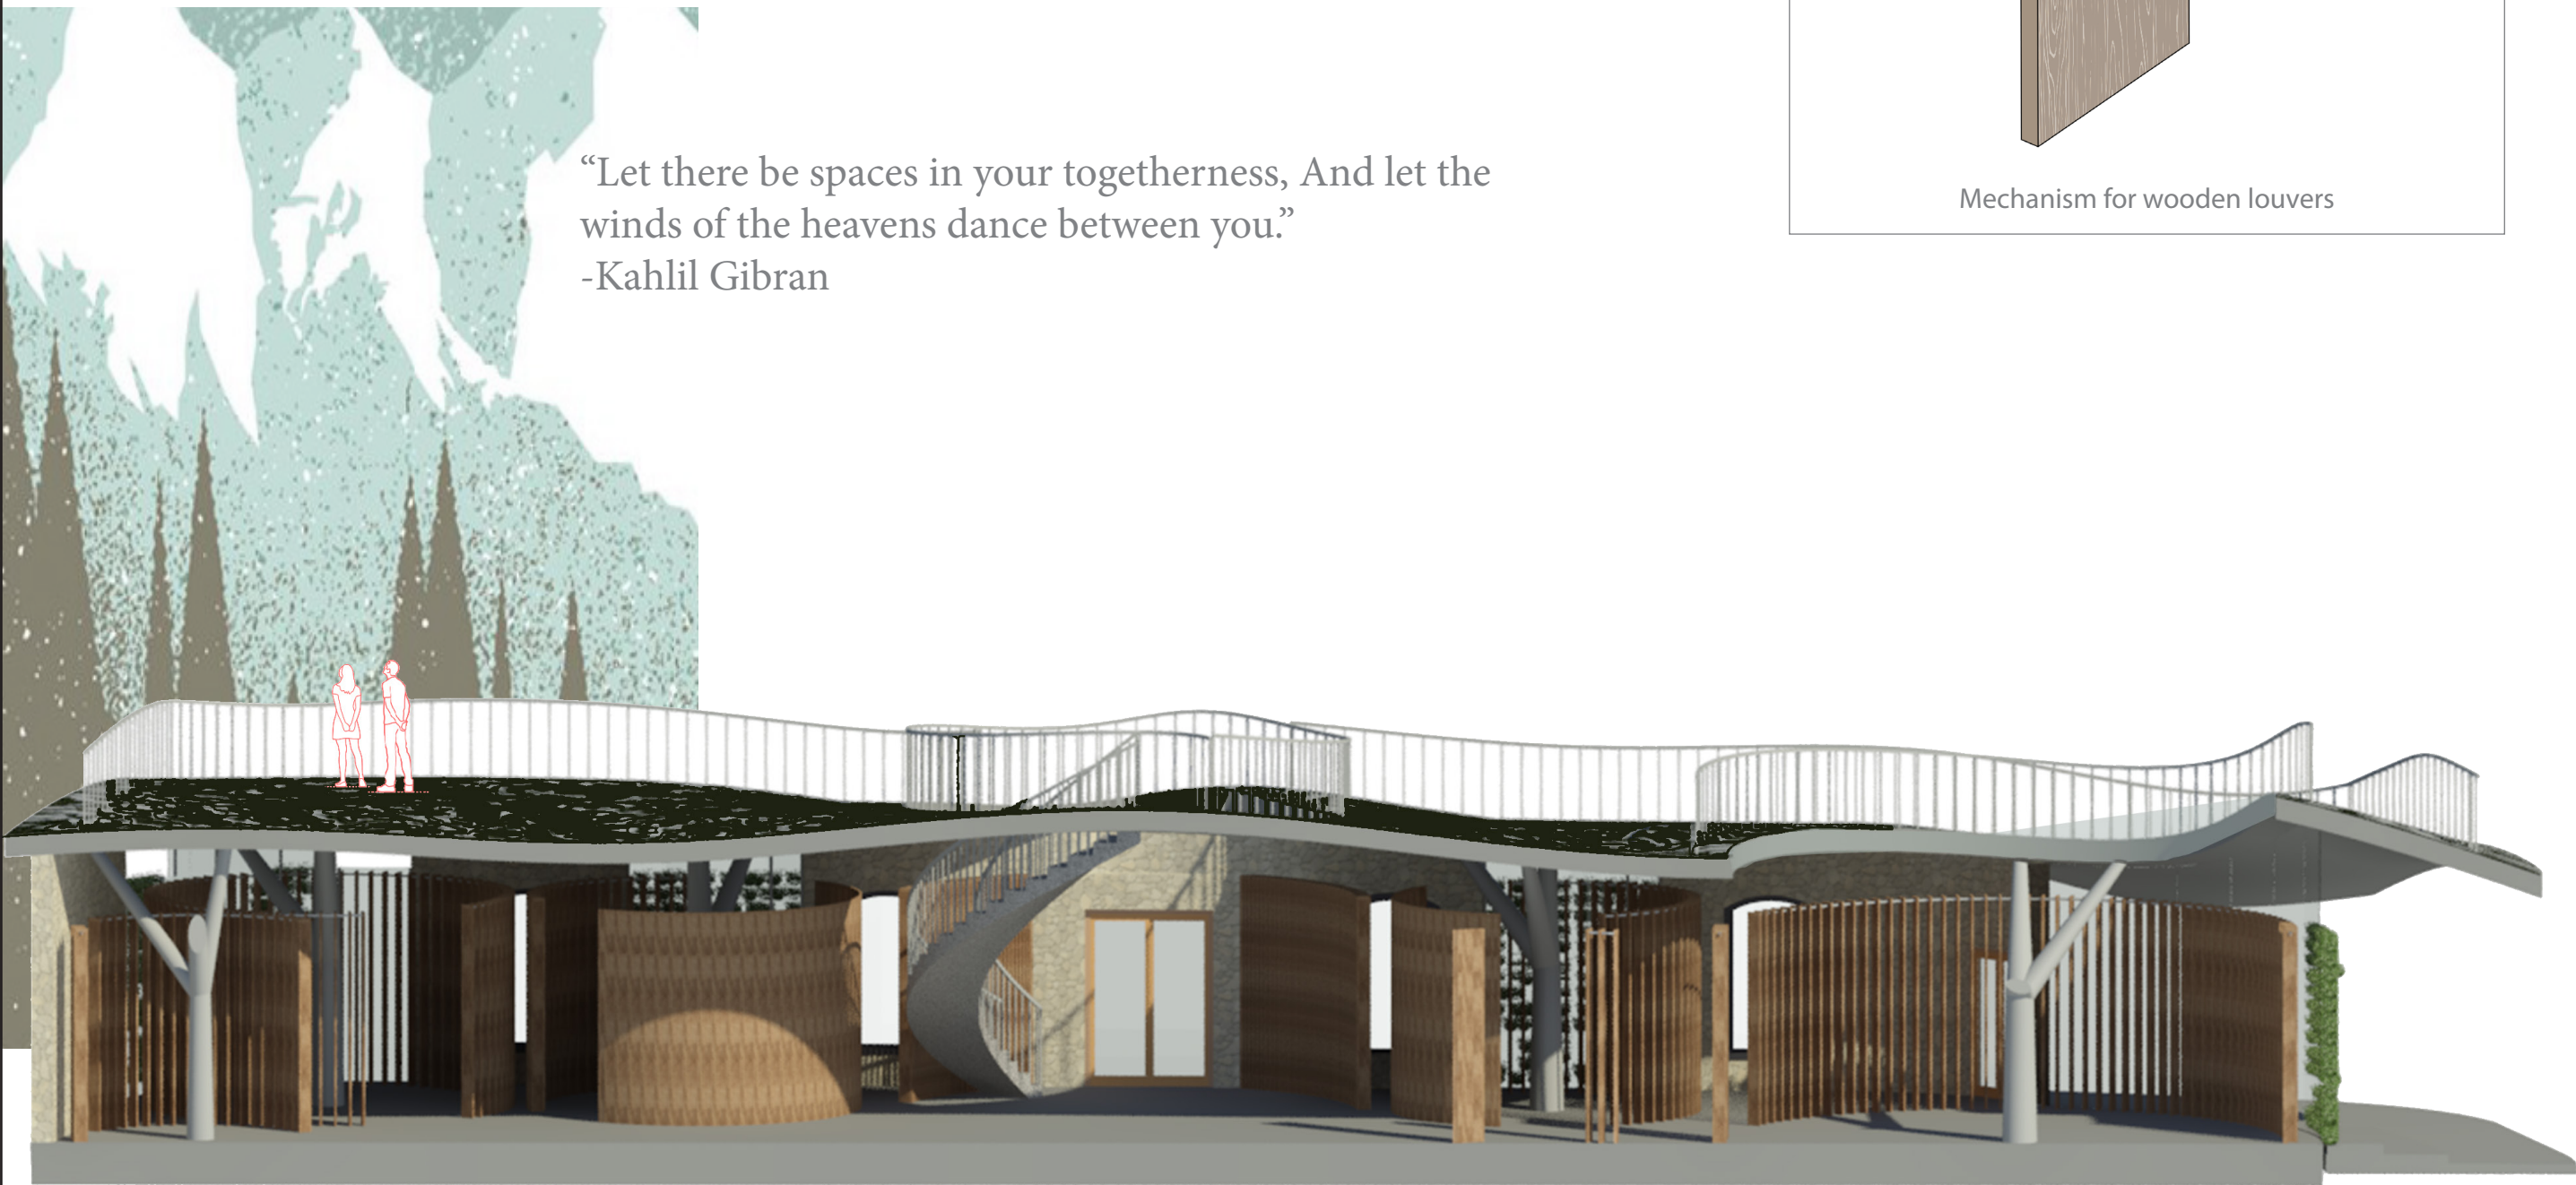 “Let there be spaces in your togetherness, And let the
winds of the heavens dance between you.”
-Kahlil Gibran
Mechanism for wooden louvers